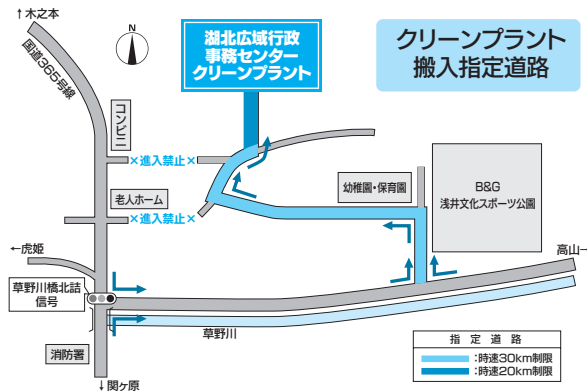 ↑木之本
国道365号線
N
湖北広域行政
事務センター
クリーンプラント
クリーンプラント
搬入指定道路
コンビニ
×進入禁止×
老人ホーム
×進入禁止×
幼稚園・保育園
B&G
浅井文化スポーツ公園
←虎姫
高山→
草野川橋北詰
信号
草野川
消防署
↓関ヶ原
指定道路
:時速30km制限
:時速20km制限